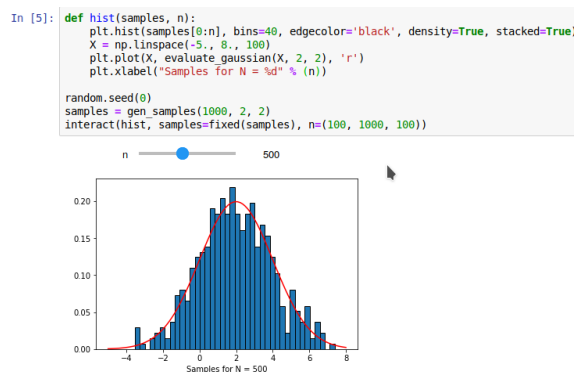 In [5]: def hist(samples, n):
plt.hist(samples[0:n], bins=40, edgecolor='black', density=True, stacked=True)
X = np.linspace(-5., 8., 100)
plt.plot(X, evaluate_gaussian(X, 2, 2), 'r')
plt.xlabel("Samples for N = %d" % (n))
random.seed(0)
samples = gen_samples(1000, 2, 2)
interact(hist, samples=fixed(samples), n=(100, 1000, 100))
n 500
0.20
0.15
0.10
0.05
0.00
−4 −2 0 2 4 6 8
Samples for N = 500